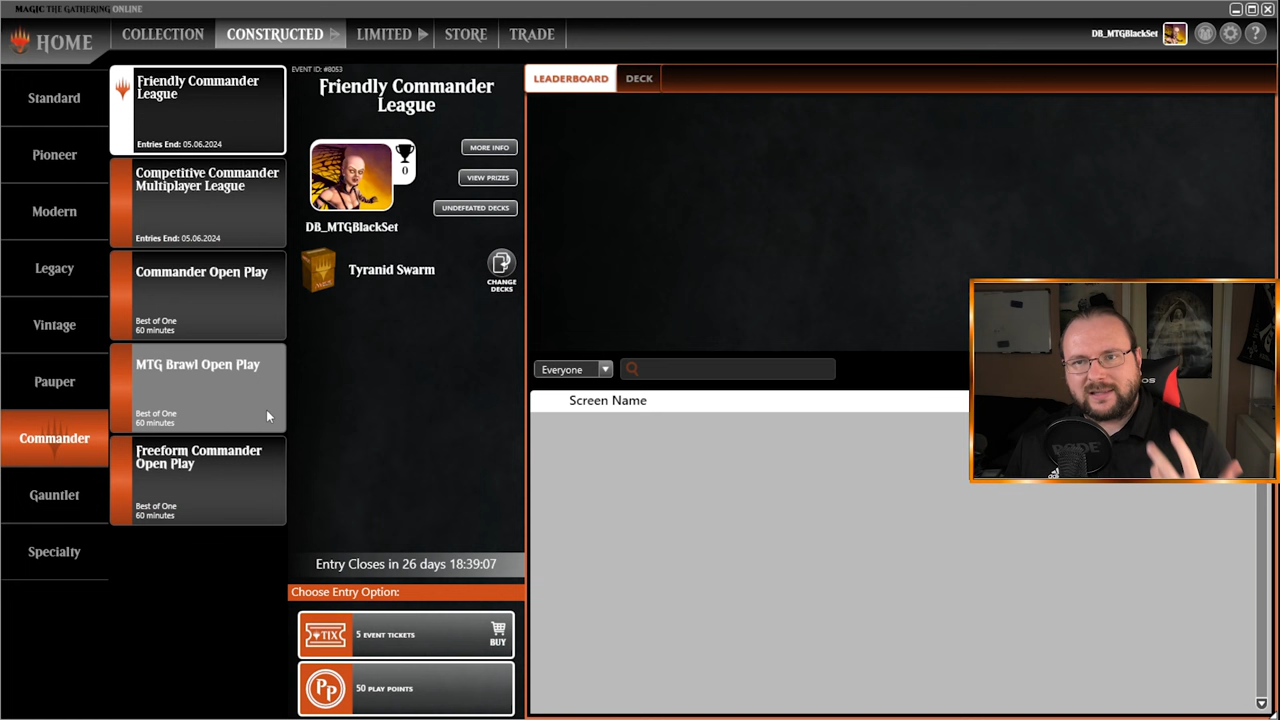 MAGIC THE GATHERING ONLINE
HOME
COLLECTION
CONSTRUCTED
LIMITED
STORE
TRADE
DB_MTGBlackSet
Standard
Pioneer
Modern
Legacy
Vintage
Pauper
Commander
Gauntlet
Specialty
Friendly Commander
League
Entries End: 05.06.2024
Competitive Commander
Multiplayer League
Entries End: 05.06.2024
Commander Open Play
Best of One
60 minutes
MTG Brawl Open Play
Best of One
60 minutes
Freeform Commander
Open Play
Best of One
60 minutes
EVENT ID: #8053
Friendly Commander
League
0
MORE INFO
VIEW PRIZES
UNDEFEATED DECKS
DB_MTGBlackSet
Tyranid Swarm
CHANGE
DECKS
Entry Closes in 26 days 18:39:07
Choose Entry Option:
TIX
5 EVENT TICKETS
BUY
PP
50 PLAY POINTS
LEADERBOARD
DECK
Everyone
Screen Name
RODE